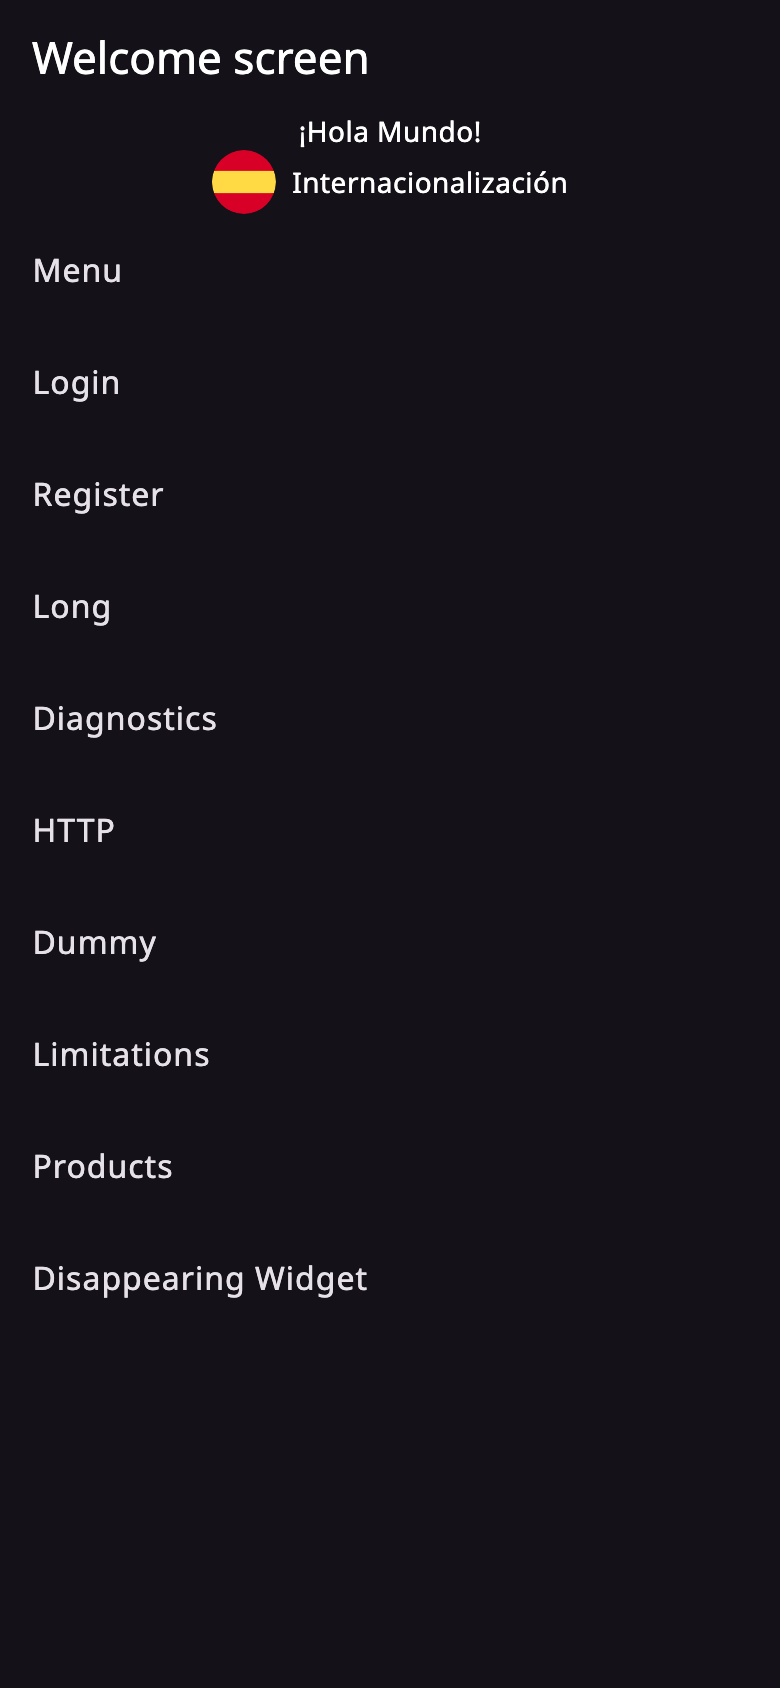 Welcome screen
¡Hola Mundo!
Internacionalización
Menu
Login
Register
Long
Diagnostics
HTTP
Dummy
Limitations
Products
Disappearing Widget